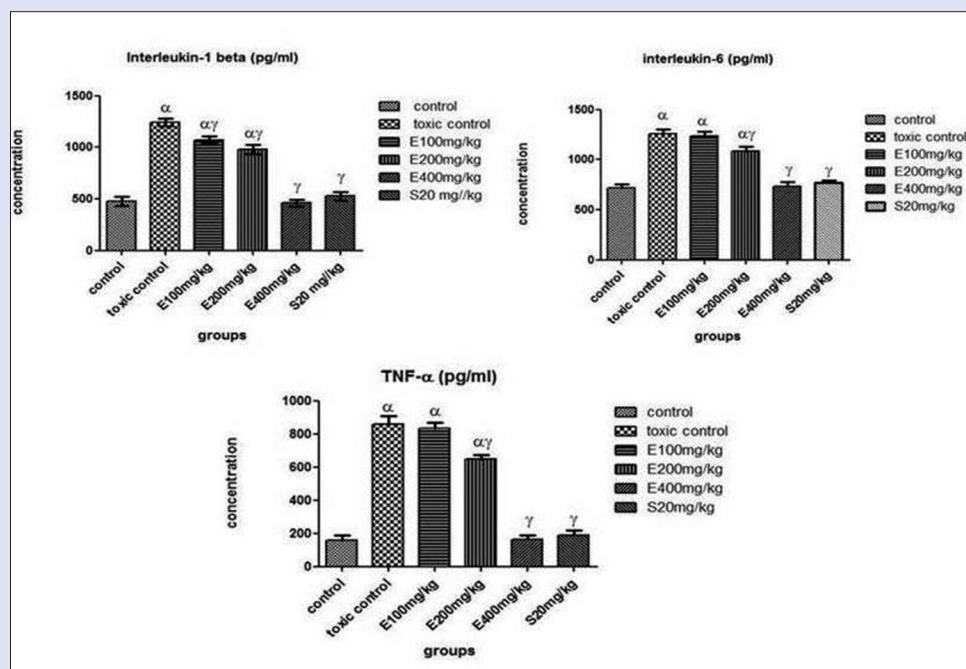 Interleukin-1 beta (pg/ml)
1500
1000
500
0
concentration
α
αγ
αγ
γ
γ
control
toxic control
E100mg/kg
E200mg/kg
E400mg/kg
S20 mg//kg
groups
control
toxic control
E100mg/kg
E200mg/kg
E400mg/kg
S20 mg//kg
interleukin-6 (pg/ml)
1500
1000
500
0
concentration
α
α
αγ
γ
γ
control
toxic control
E100mg/kg
E200mg/kg
E400mg/kg
S20mg/kg
groups
control
toxic control
E100mg/kg
E200mg/kg
E400mg/kg
S20mg/kg
TNF-α (pg/ml)
1000
800
600
400
200
0
concentration
α
α
αγ
γ
γ
control
toxic control
E100mg/kg
E200mg/kg
E400mg/kg
S20mg/kg
groups
control
toxic control
E100mg/kg
E200mg/kg
E400mg/kg
S20mg/kg